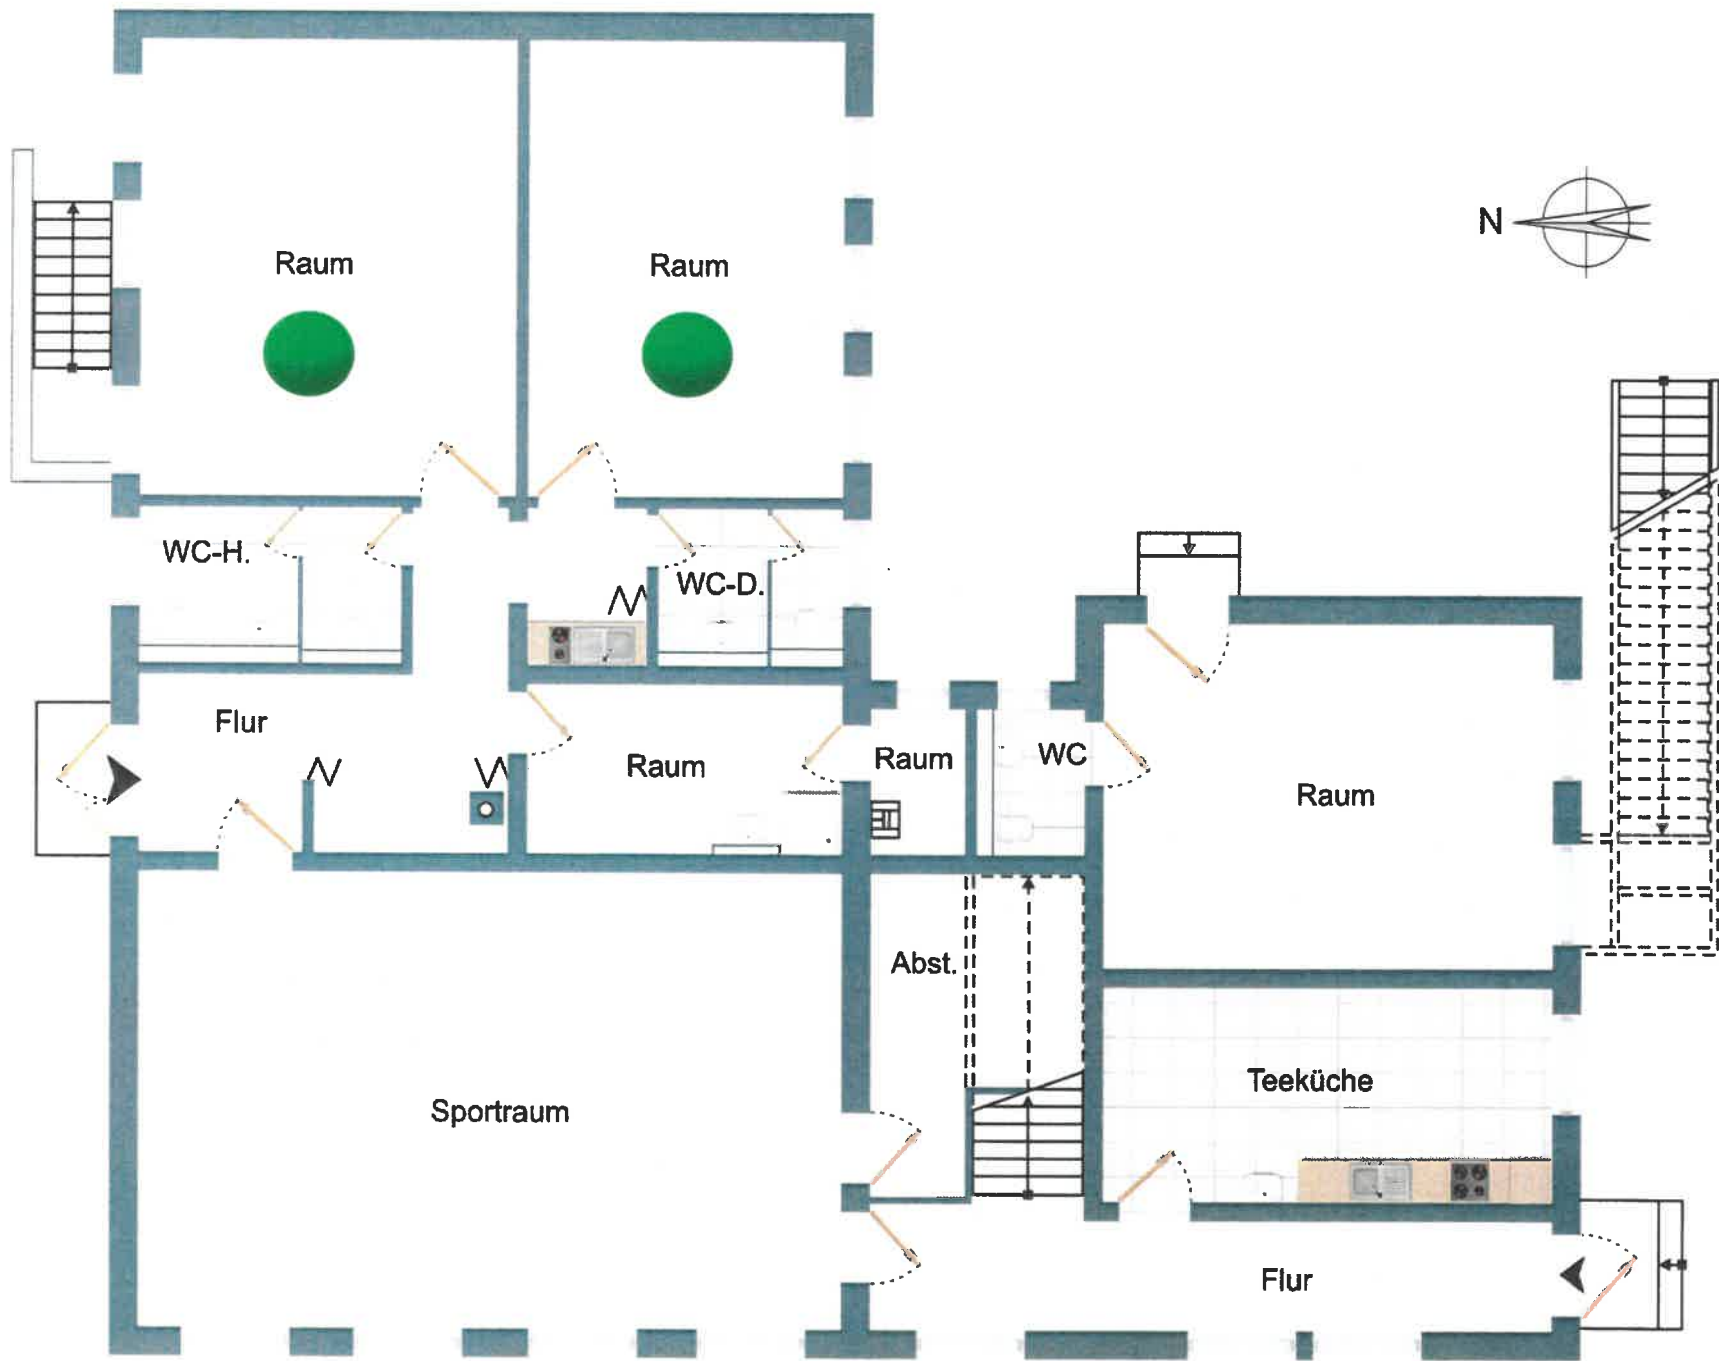 N
Raum
Raum
WC-H.
WC-D.
Flur
Raum
Raum
WC
Raum
Abst.
Teeküche
Sportraum
Flur